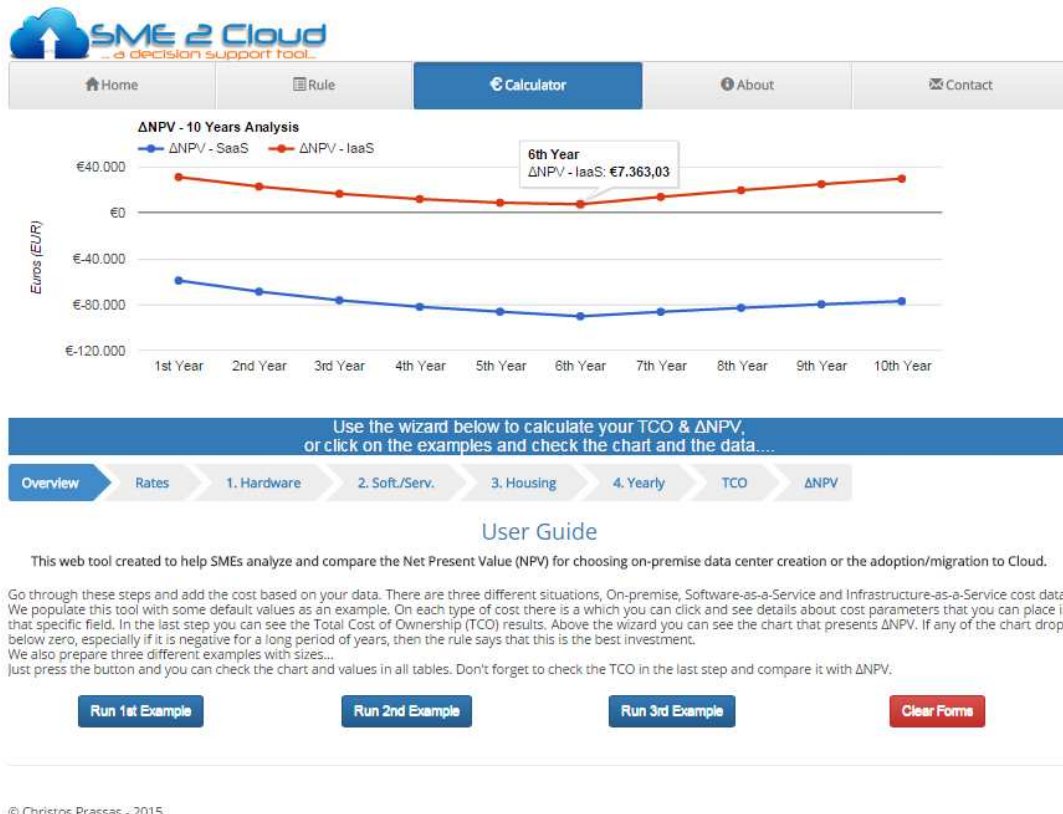 SME 2 Cloud
... a decision support tool...
Home Rule € Calculator About Contact
ΔNPV - 10 Years Analysis
ΔNPV - SaaS ΔNPV - IaaS
6th Year
ΔNPV - IaaS: €7.363,03
€40.000
€0
€-40.000
€-80.000
€-120.000
Euros (EUR)
1st Year 2nd Year 3rd Year 4th Year 5th Year 6th Year 7th Year 8th Year 9th Year 10th Year
Use the wizard below to calculate your TCO & ΔNPV,
or click on the examples and check the chart and the data....
Overview Rates 1. Hardware 2. Soft./Serv. 3. Housing 4. Yearly TCO ΔNPV
User Guide
This web tool created to help SMEs analyze and compare the Net Present Value (NPV) for choosing on-premise data center creation or the adoption/migration to Cloud.
Go through these steps and add the cost based on your data. There are three different situations, On-premise, Software-as-a-Service and Infrastructure-as-a-Service cost data
We populate this tool with some default values as an example. On each type of cost there is a which you can click and see details about cost parameters that you can place i
that specific field. In the last step you can see the Total Cost of Ownership (TCO) results. Above the wizard you can see the chart that presents ΔNPV. If any of the chart drop
below zero, especially if it is negative for a long period of years, then the rule says that this is the best investment.
We also prepare three different examples with sizes...
Just press the button and you can check the chart and values in all tables. Don't forget to check the TCO in the last step and compare it with ΔNPV.
Run 1st Example Run 2nd Example Run 3rd Example Clear Forms
© Christos Prassas - 2015